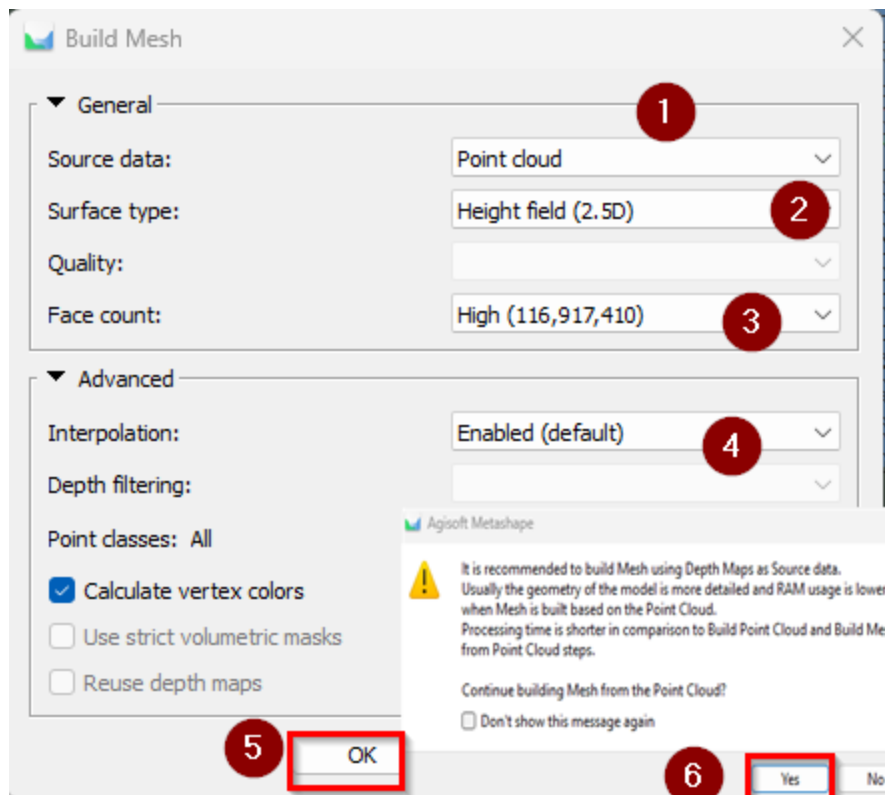 Build Mesh
General
1
Source data: Point cloud
Surface type: Height field (2.5D) 2
Quality:
Face count: High (116,917,410) 3
Advanced
Interpolation: Enabled (default) 4
Depth filtering:
Point classes: All
Calculate vertex colors
Use strict volumetric masks
Reuse depth maps
5 OK
Agisoft Metashape
It is recommended to build Mesh using Depth Maps as Source data.
Usually the geometry of the model is more detailed and RAM usage is lower
when Mesh is built based on the Point Cloud.
Processing time is shorter in comparison to Build Point Cloud and Build Me
from Point Cloud steps.
Continue building Mesh from the Point Cloud?
Don't show this message again
6 Yes No